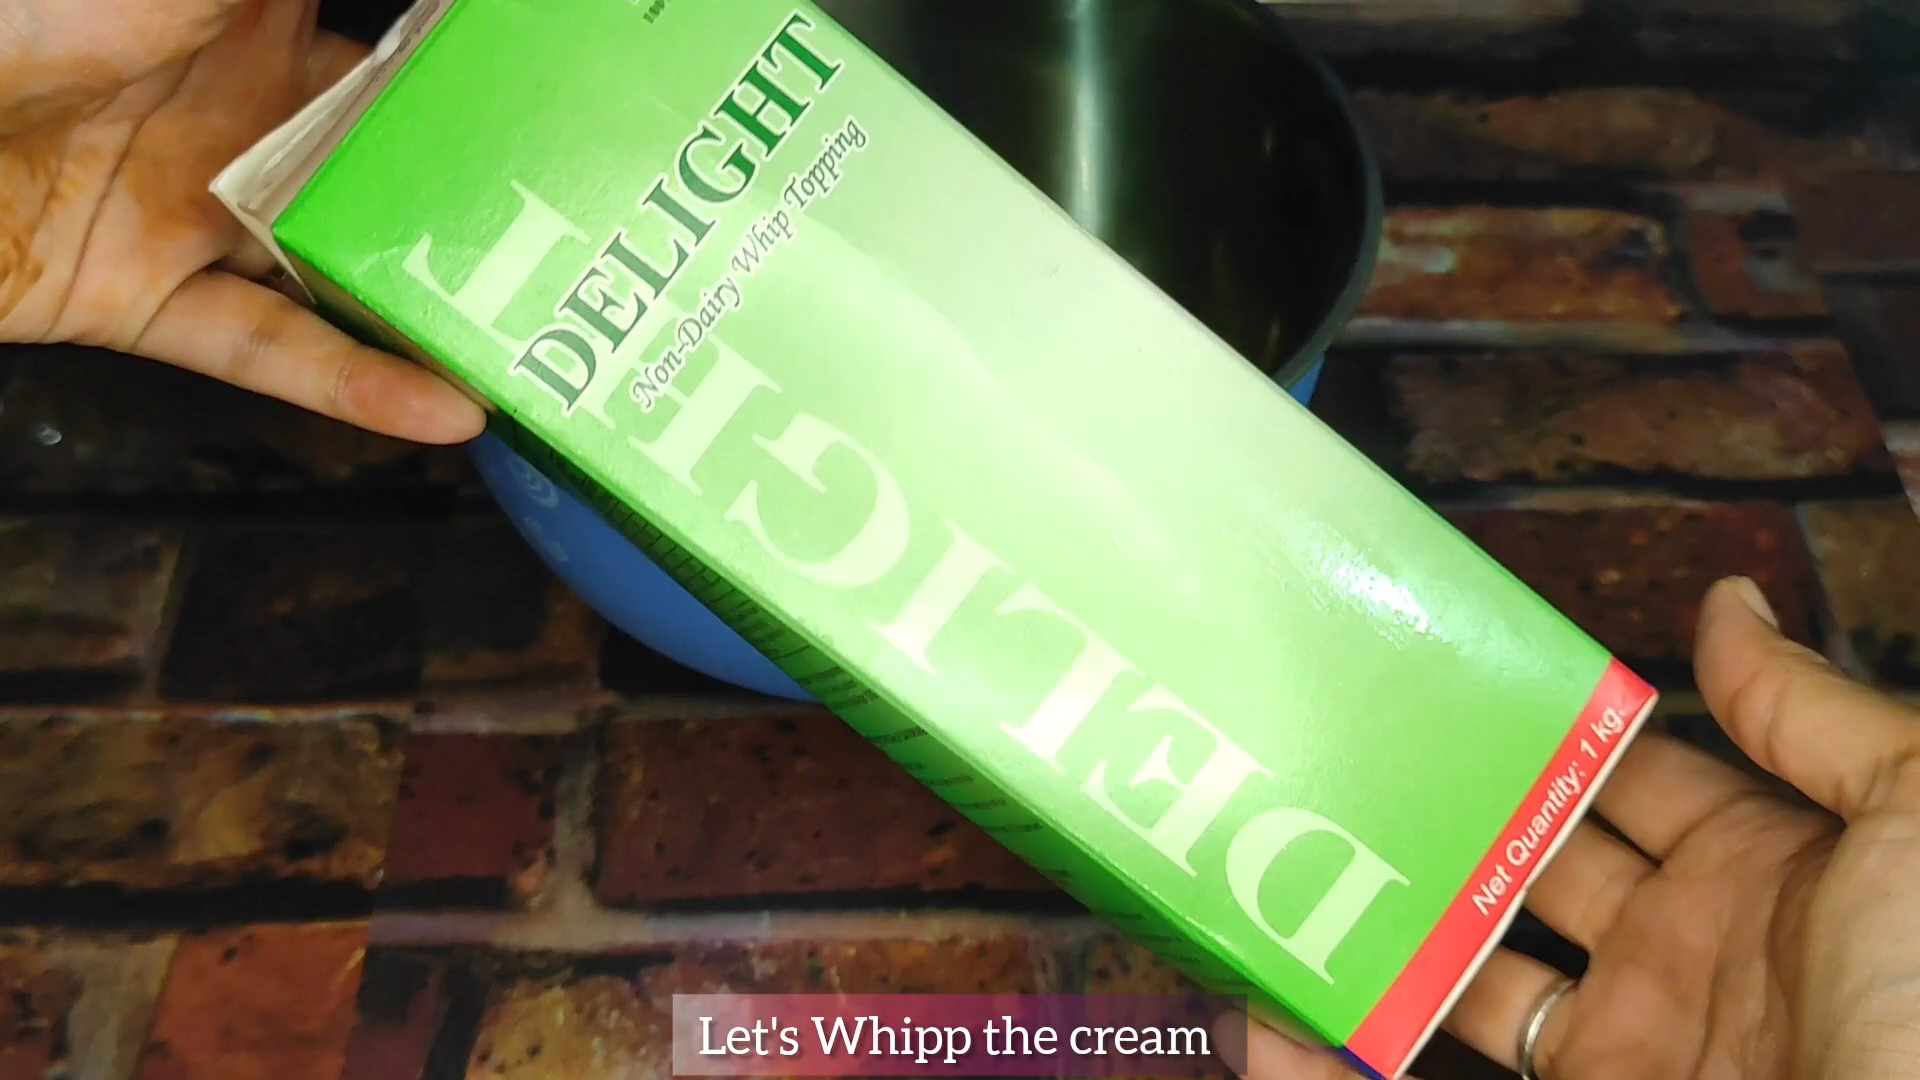 DELIGHT
Non-Dairy Whip Topping
DELIGHT
Net Quantity: 1 kg.
Let's Whipp the cream